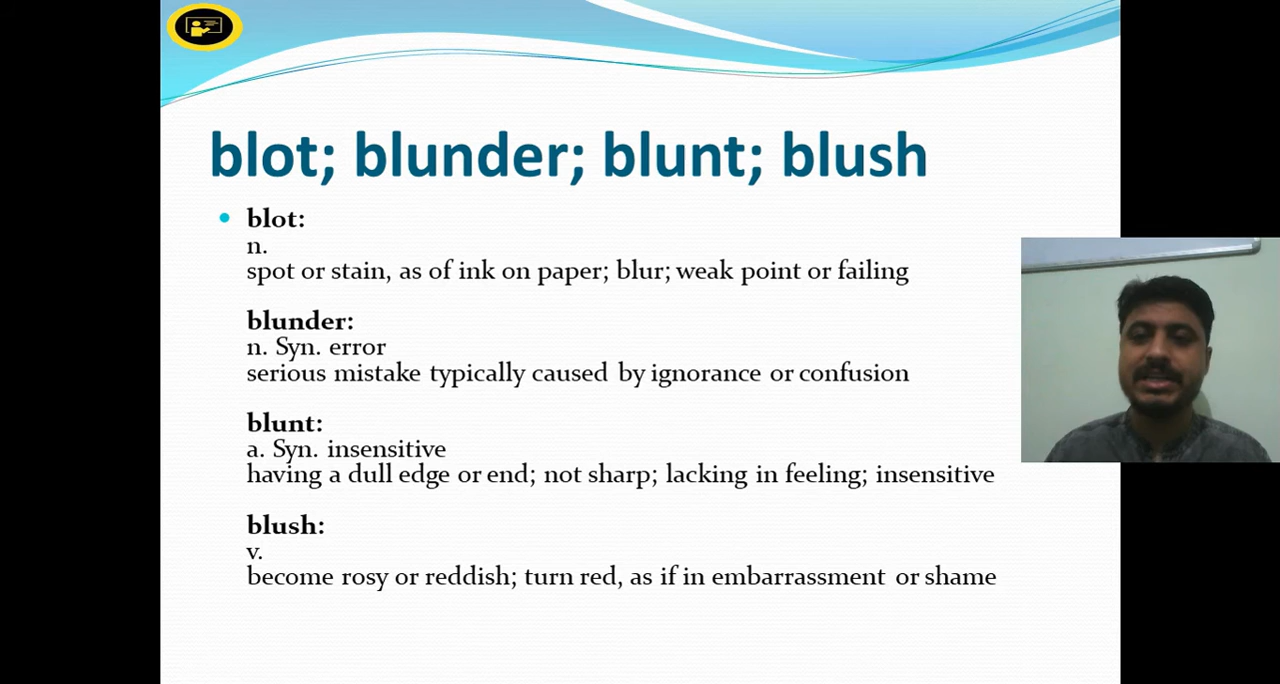 blot; blunder; blunt; blush
blot:
n.
spot or stain, as of ink on paper; blur; weak point or failing
blunder:
n. Syn. error
serious mistake typically caused by ignorance or confusion
blunt:
a. Syn. insensitive
having a dull edge or end; not sharp; lacking in feeling; insensitive
blush:
v.
become rosy or reddish; turn red, as if in embarrassment or shame